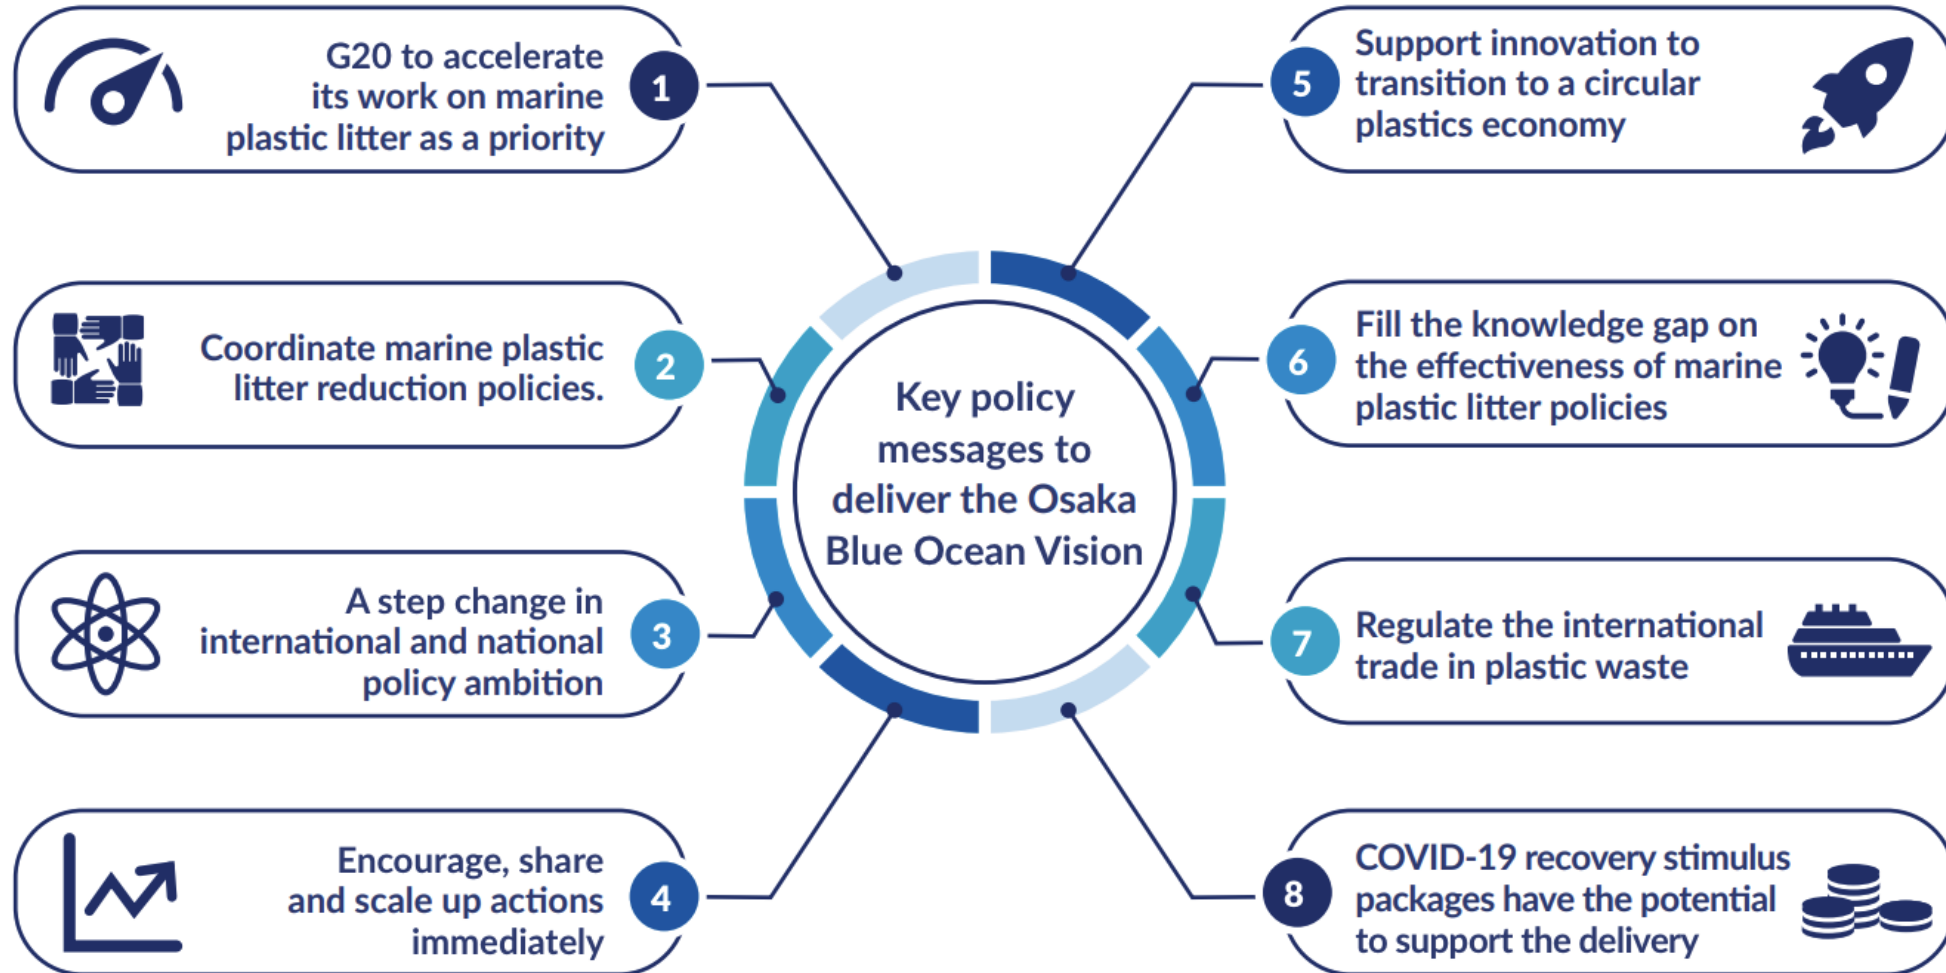 G20 to accelerate
its work on marine
plastic litter as a priority
1
Coordinate marine plastic
litter reduction policies.
2
A step change in
international and national
policy ambition
3
Encourage, share
and scale up actions
immediately
4
Key policy
messages to
deliver the Osaka
Blue Ocean Vision
5
Support innovation to
transition to a circular
plastics economy
6
Fill the knowledge gap on
the effectiveness of marine
plastic litter policies
7
Regulate the international
trade in plastic waste
8
COVID-19 recovery stimulus
packages have the potential
to support the delivery